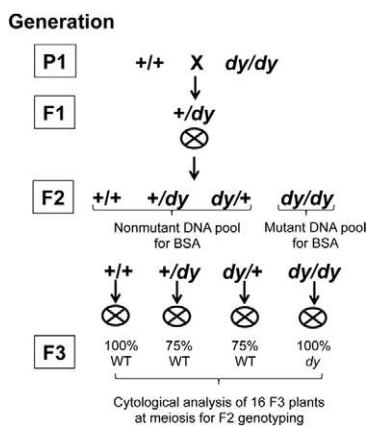 Generation
P1 +/+ X dy/dy
F1 +/dy
F2 +/+ +/dy dy/+ dy/dy
Nonmutant DNA pool Mutant DNA pool
for BSA for BSA
+/+ +/dy dy/+ dy/dy
F3 100% 75% 75% 100%
WT WT WT dy
Cytological analysis of 16 F3 plants
at meiosis for F2 genotyping